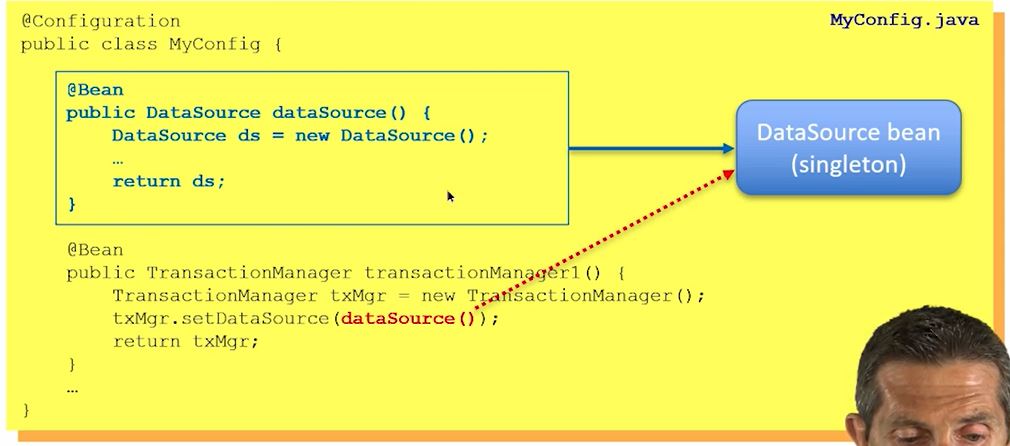 @Configuration
MyConfig.java
public class MyConfig {
@Bean
public DataSource dataSource() {
DataSource ds = new DataSource();
…
return ds;
}
DataSource bean
(singleton)
@Bean
public TransactionManager transactionManager1() {
TransactionManager txMgr = new TransactionManager();
txMgr.setDataSource(dataSource());
return txMgr;
}
…
}